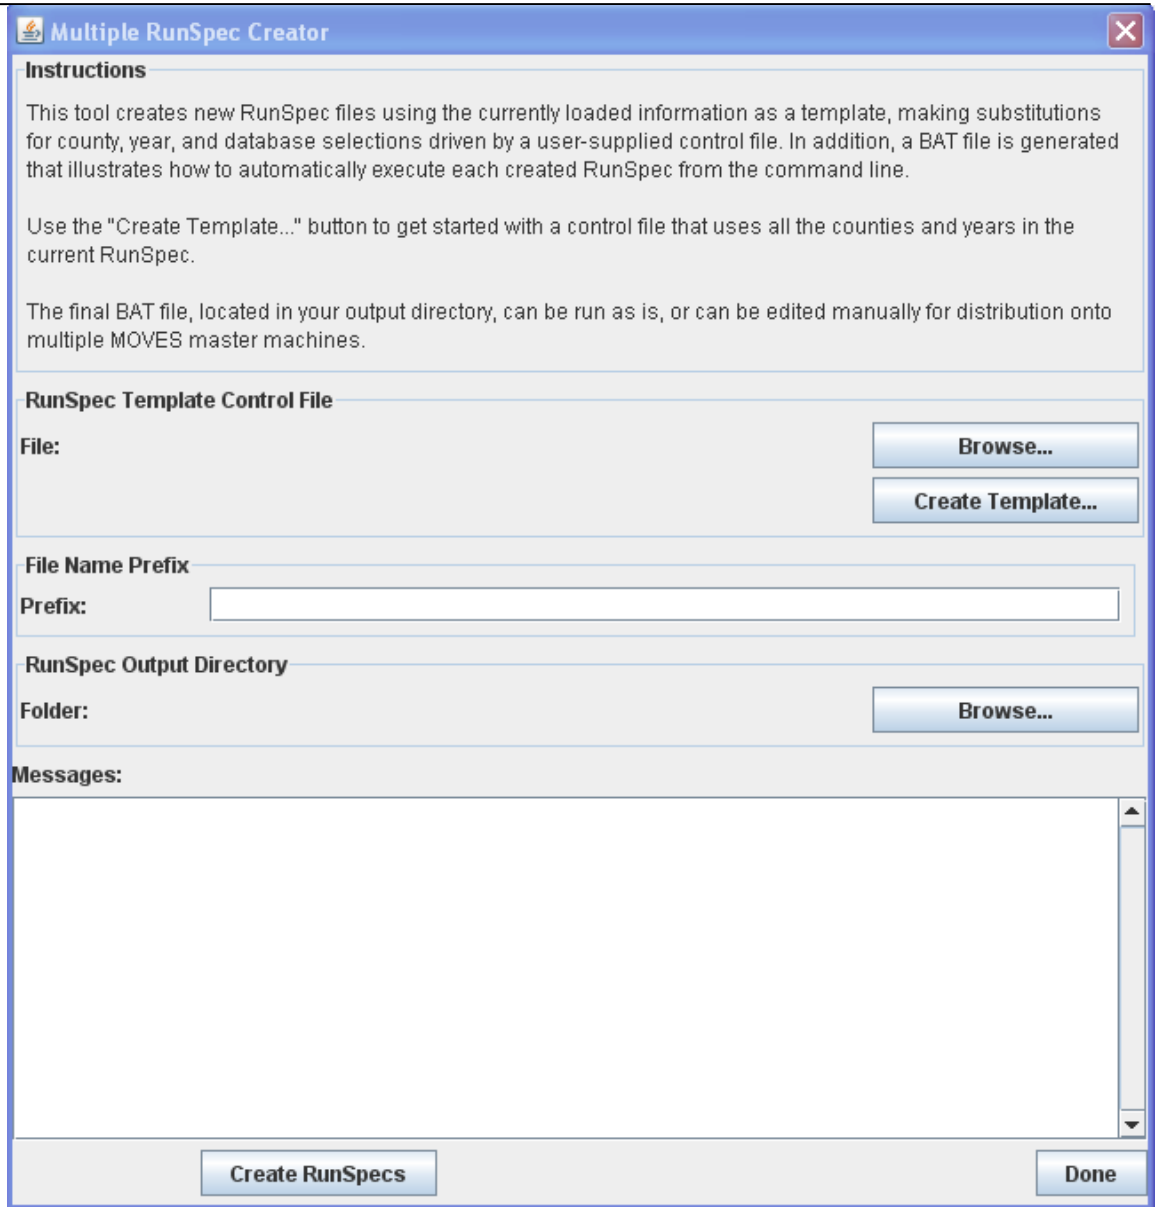 Multiple RunSpec Creator
Instructions
This tool creates new RunSpec files using the currently loaded information as a template, making substitutions
for county, year, and database selections driven by a user-supplied control file. In addition, a BAT file is generated
that illustrates how to automatically execute each created RunSpec from the command line.
Use the "Create Template..." button to get started with a control file that uses all the counties and years in the
current RunSpec.
The final BAT file, located in your output directory, can be run as is, or can be edited manually for distribution onto
multiple MOVES master machines.
RunSpec Template Control File
File:
Browse...
Create Template...
File Name Prefix
Prefix:
RunSpec Output Directory
Folder:
Browse...
Messages:
Create RunSpecs
Done